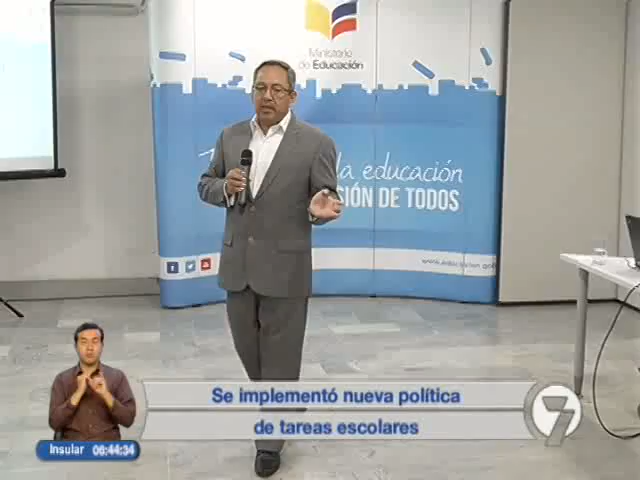 Ministerio
de Educación
la educación
SIÓN DE TODOS
Se implementó nueva política
de tareas escolares
7
Insular 06:44:34